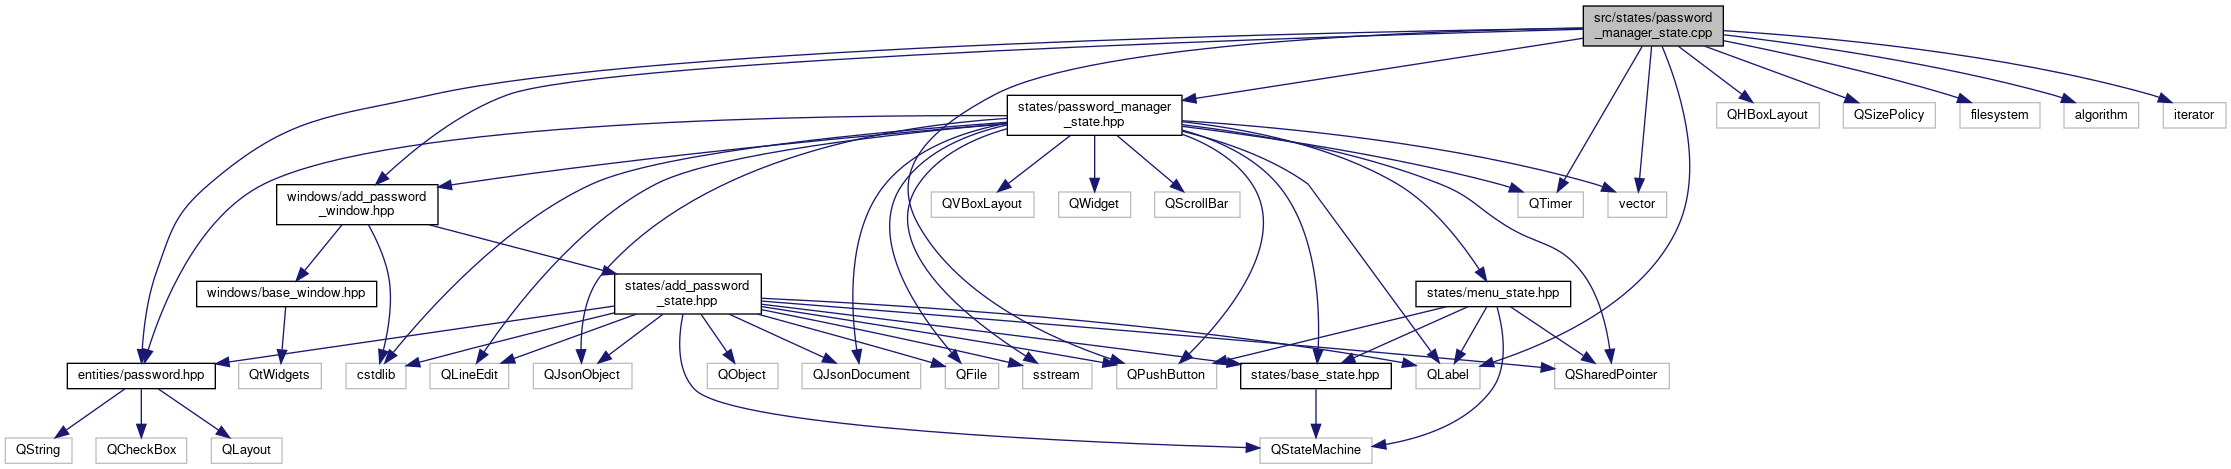 src/states/password
_manager_state.cpp
states/password_manager
_state.hpp
QHBoxLayout
QSizePolicy
filesystem
algorithm
iterator
windows/add_password
_window.hpp
QVBoxLayout
QWidget
QScrollBar
QTimer
vector
windows/base_window.hpp
states/add_password
_state.hpp
states/menu_state.hpp
entities/password.hpp
QtWidgets
cstdlib
QLineEdit
QJsonObject
QObject
QJsonDocument
QFile
sstream
QPushButton
states/base_state.hpp
QLabel
QSharedPointer
QString
QCheckBox
QLayout
QStateMachine